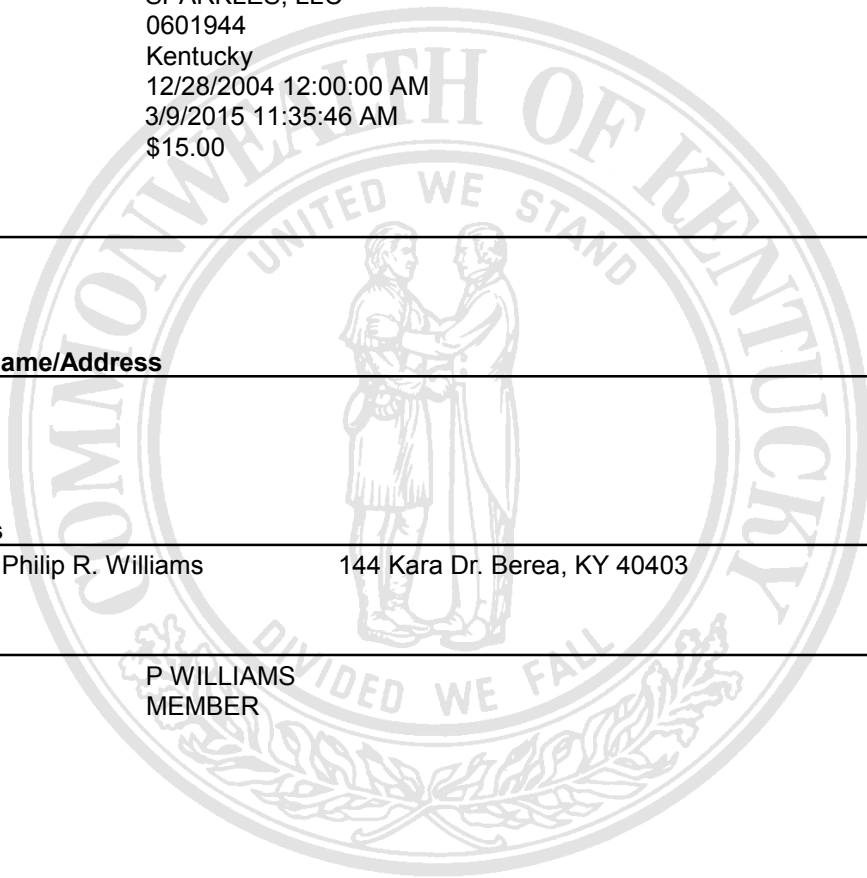 SPARKLES, LLC
0601944
Kentucky
12/28/2004 12:00:00 AM
3/9/2015 11:35:46 AM
$15.00
COMMONWEALTH OF KENTUCKY
UNITED WE STAND
ame/Address
s
Philip R. Williams 144 Kara Dr. Berea, KY 40403
P WILLIAMS
MEMBER
DIVIDED WE FALL